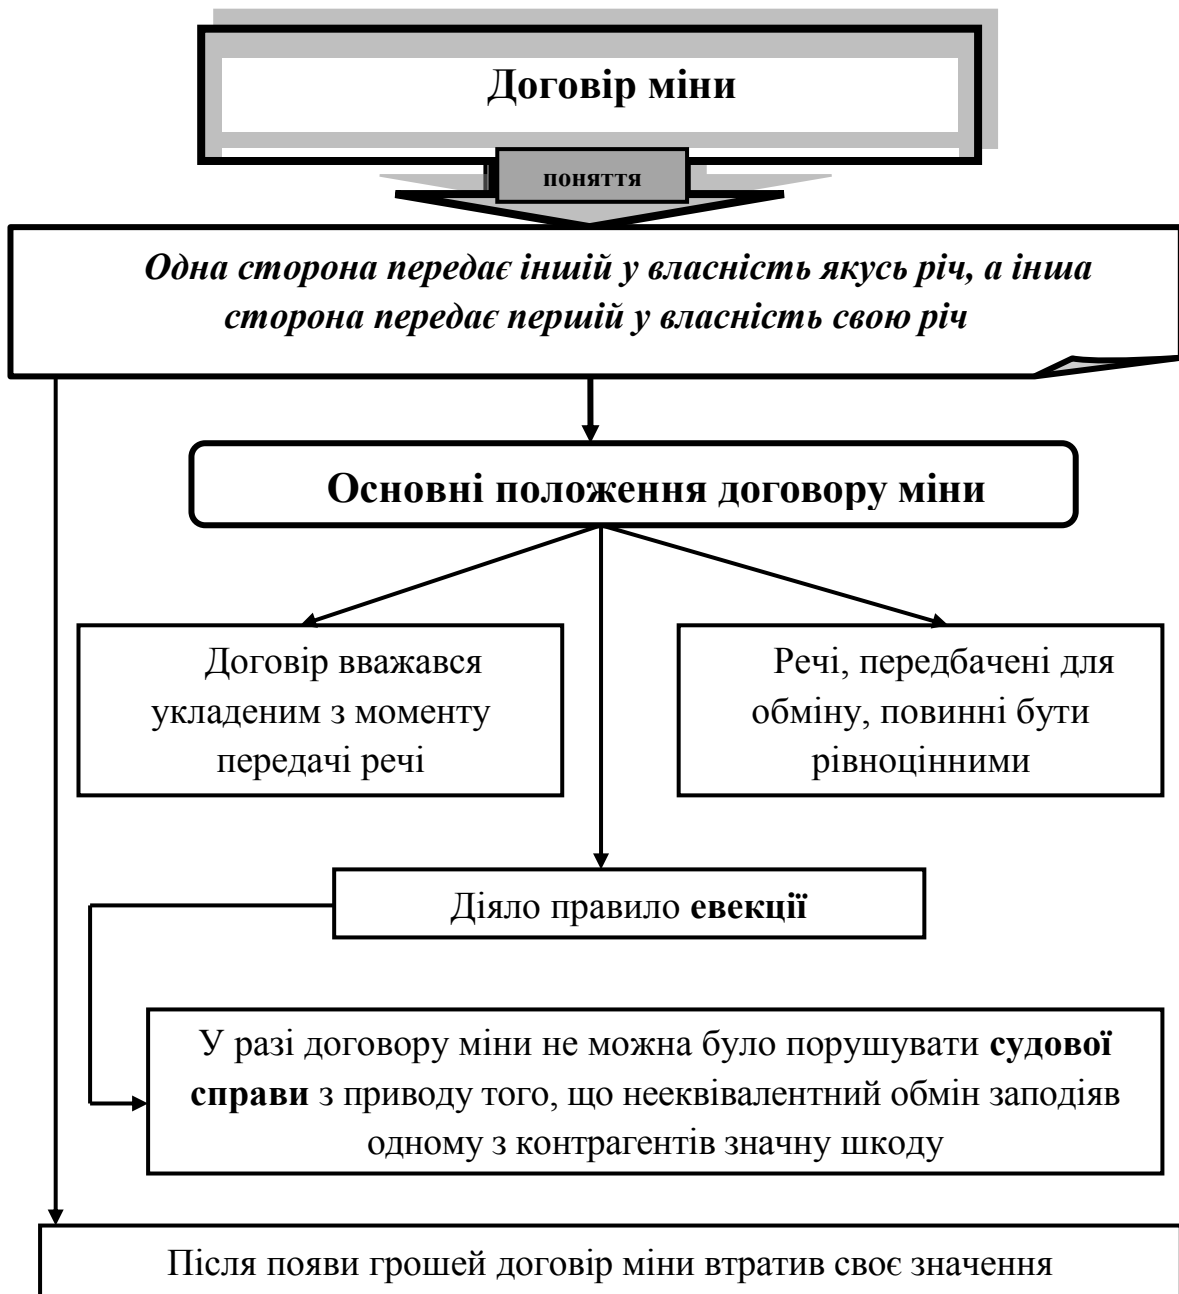 Договір міни
поняття
Одна сторона передає іншій у власність якусь річ, а інша
сторона передає першій у власність свою річ
Основні положення договору міни
Договір вважався
укладеним з моменту
передачі речі
Речі, передбачені для
обміну, повинні бути
рівноцінними
Діяло правило евекції
У разі договору міни не можна було порушувати судової
справи з приводу того, що нееквівалентний обмін заподіяв
одному з контрагентів значну шкоду
Після появи грошей договір міни втратив своє значення